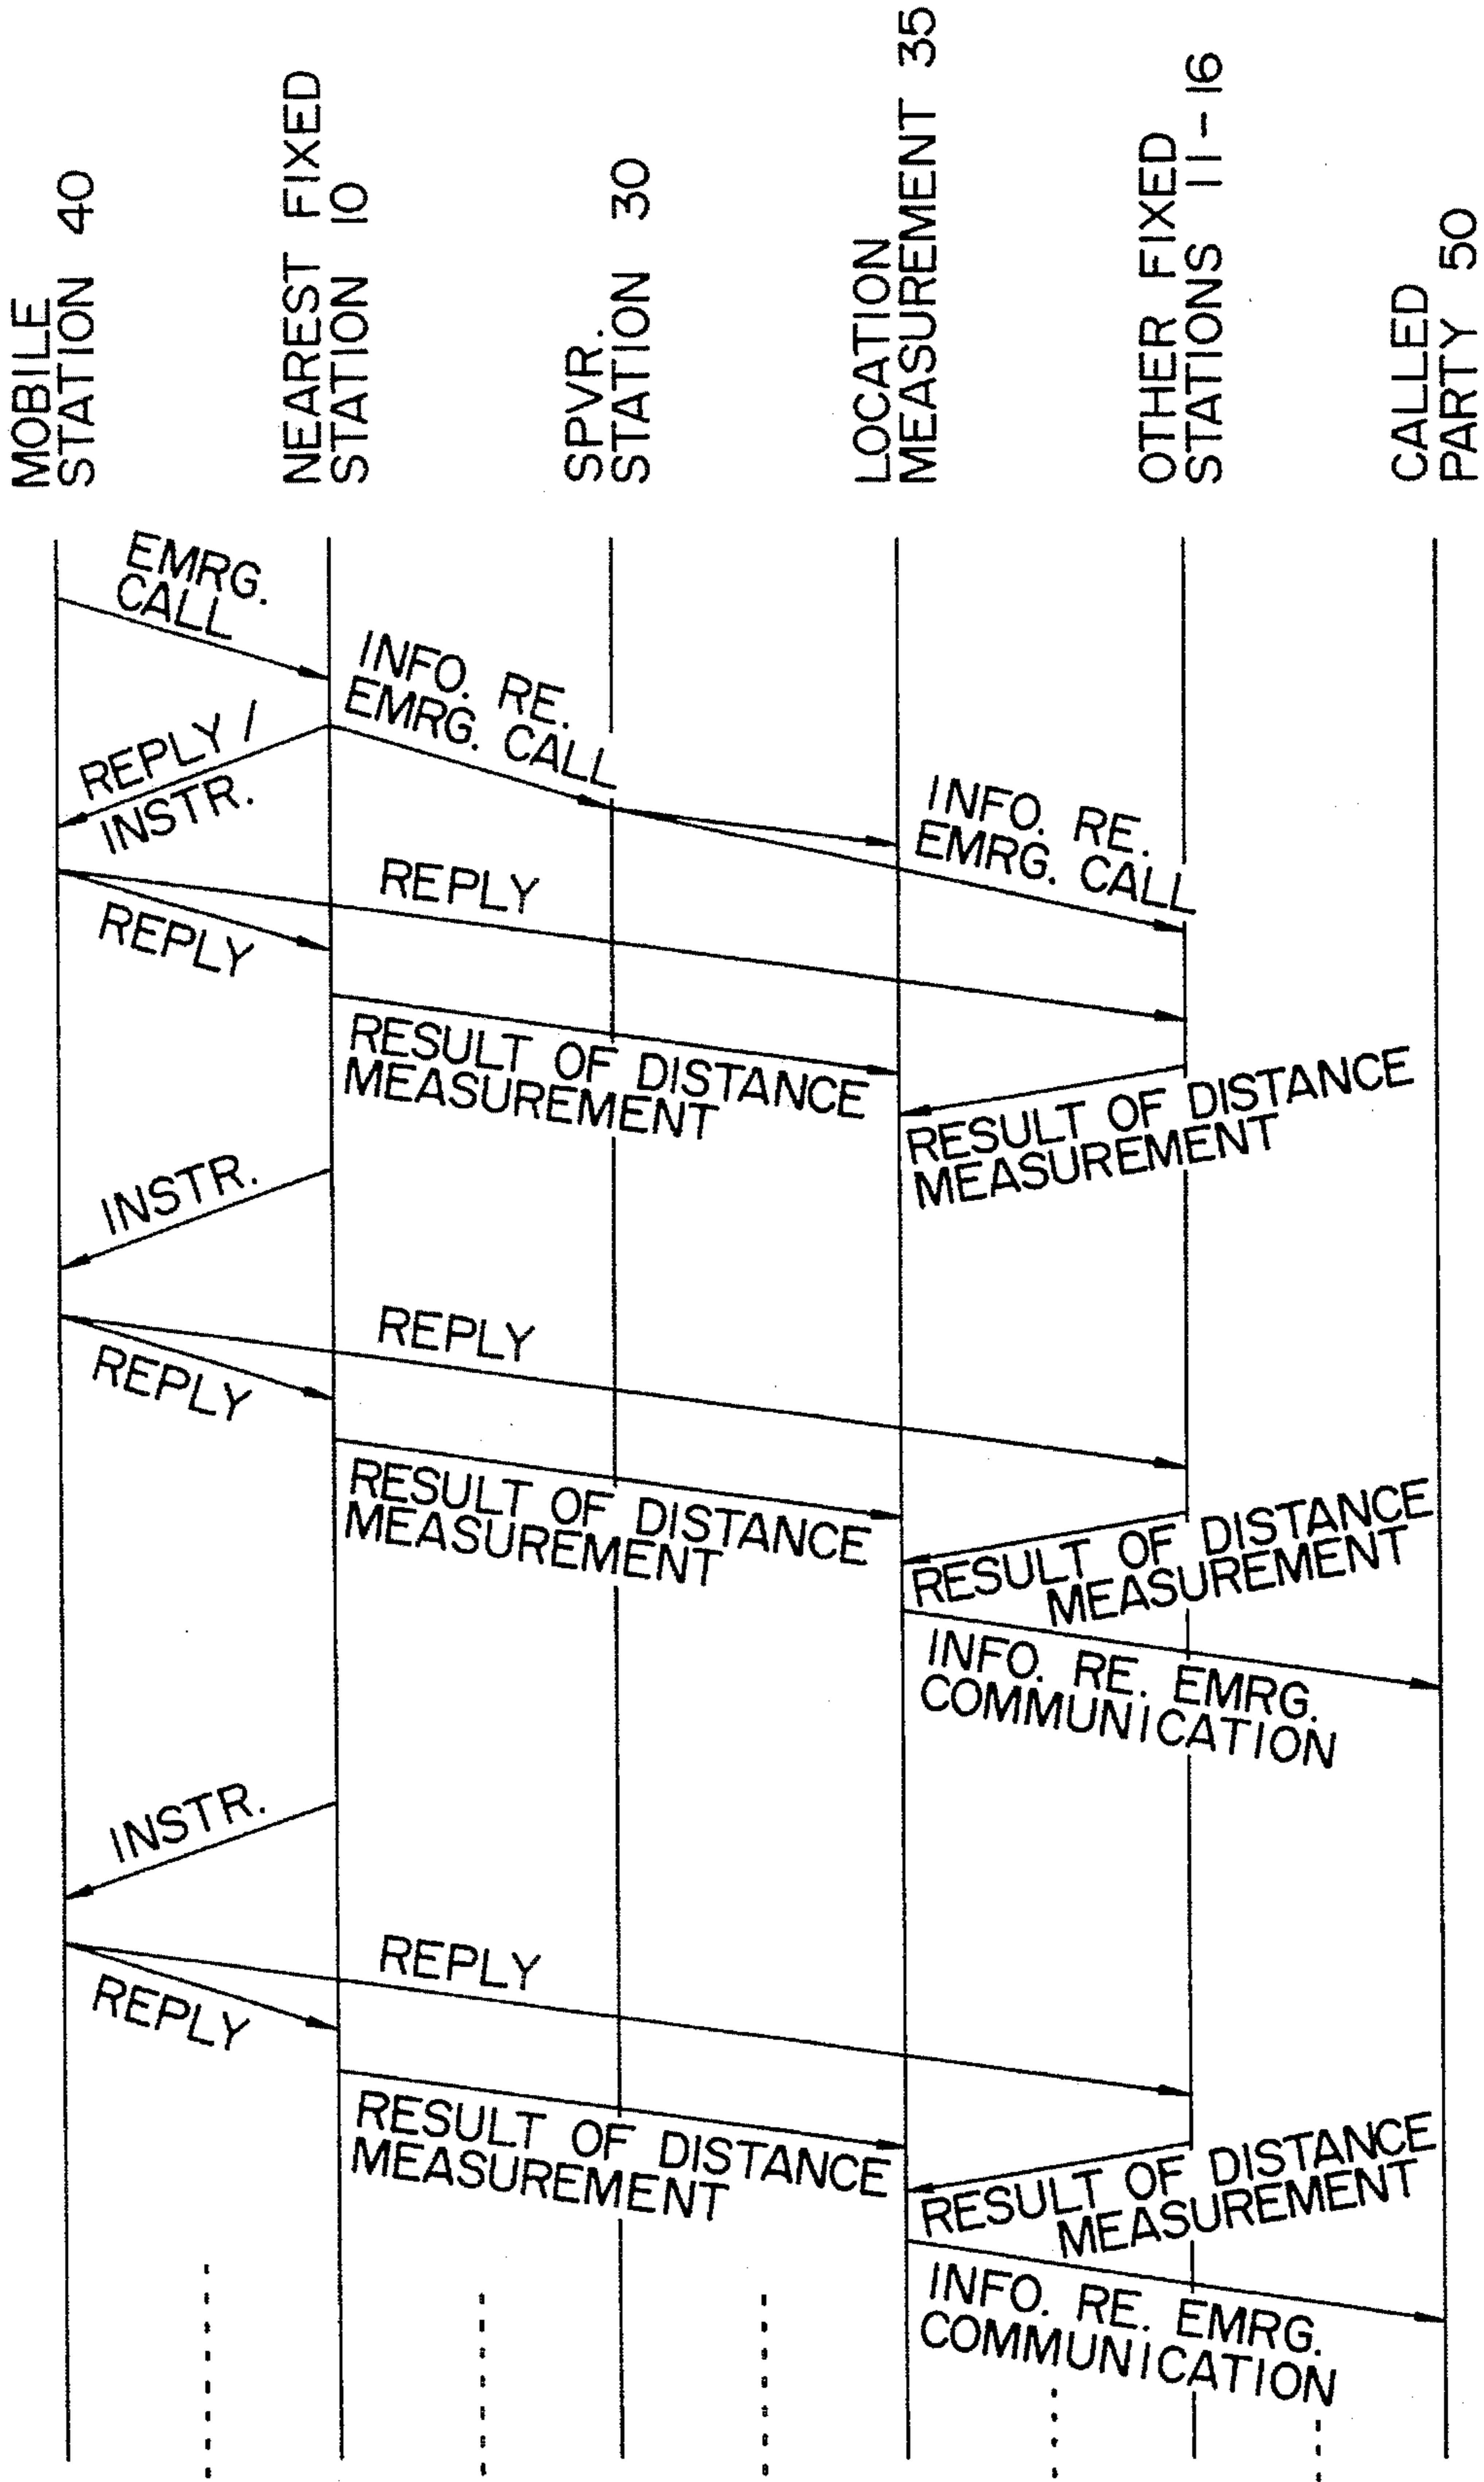 MOBILE
STATION 40
NEAREST FIXED
STATION 10
SPVR.
STATION 30
LOCATION
MEASUREMENT 35
OTHER FIXED
STATIONS 11-16
CALLED
PARTY 50
EMRG.
CALL
INFO. RE.
EMRG. CALL
REPLY /
INSTR.
INFO. RE.
EMRG. CALL
REPLY
REPLY
RESULT OF DISTANCE
MEASUREMENT
RESULT OF DISTANCE
MEASUREMENT
INSTR.
REPLY
REPLY
RESULT OF DISTANCE
MEASUREMENT
RESULT OF DISTANCE
MEASUREMENT
INFO. RE. EMRG.
COMMUNICATION
INSTR.
REPLY
REPLY
RESULT OF DISTANCE
MEASUREMENT
RESULT OF DISTANCE
MEASUREMENT
INFO. RE. EMRG.
COMMUNICATION